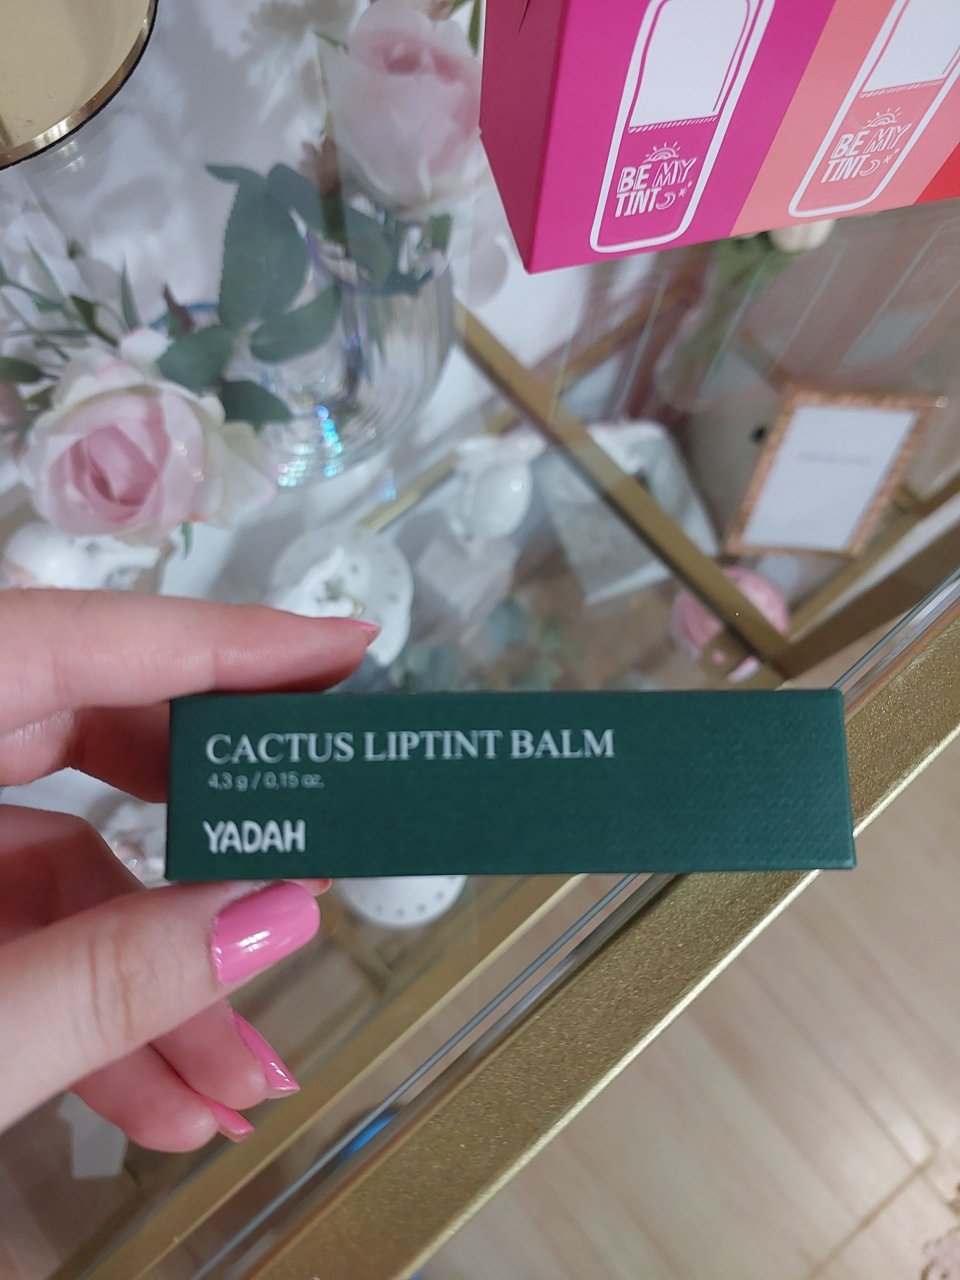 BE MY
TINT
BE MY
TINT
CACTUS LIPTINT BALM
4,3 g / 0,15 oz.
YADAH